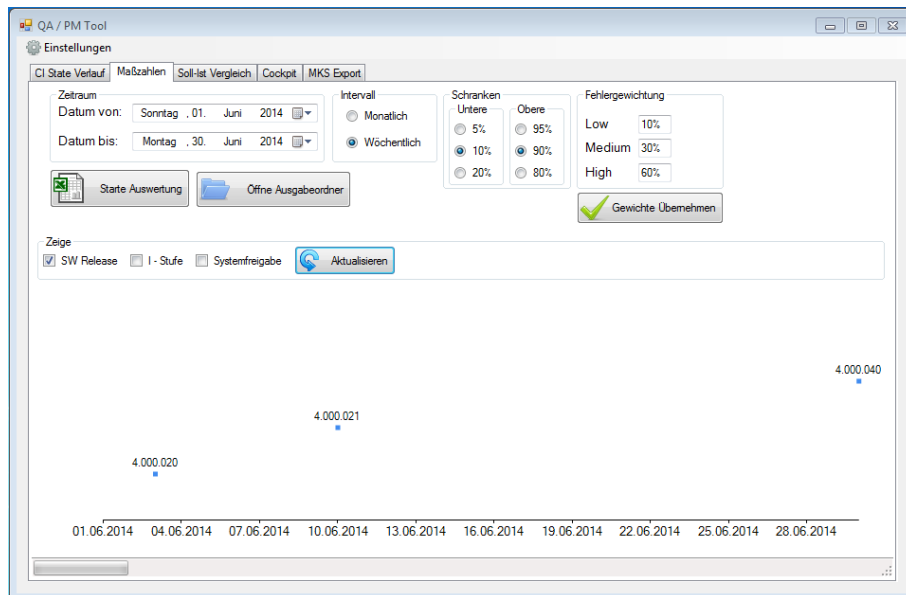 QA / PM Tool
Einstellungen
CI State Verlauf Maßzahlen Soll-Ist Vergleich Cockpit MKS Export
Zeitraum
Datum von: Sonntag , 01. Juni 2014
Datum bis: Montag , 30. Juni 2014
Intervall
Monatlich
Wöchentlich
Schranken
Untere Obere
5% 95%
10% 90%
20% 80%
Fehlergewichtung
Low 10%
Medium 30%
High 60%
Starte Auswertung Öffne Ausgabeordner
Gewichte Übernehmen
Zeige
SW Release I - Stufe Systemfreigabe Aktualisieren
4.000.040
4.000.021
4.000.020
01.06.2014 04.06.2014 07.06.2014 10.06.2014 13.06.2014 16.06.2014 19.06.2014 22.06.2014 25.06.2014 28.06.2014